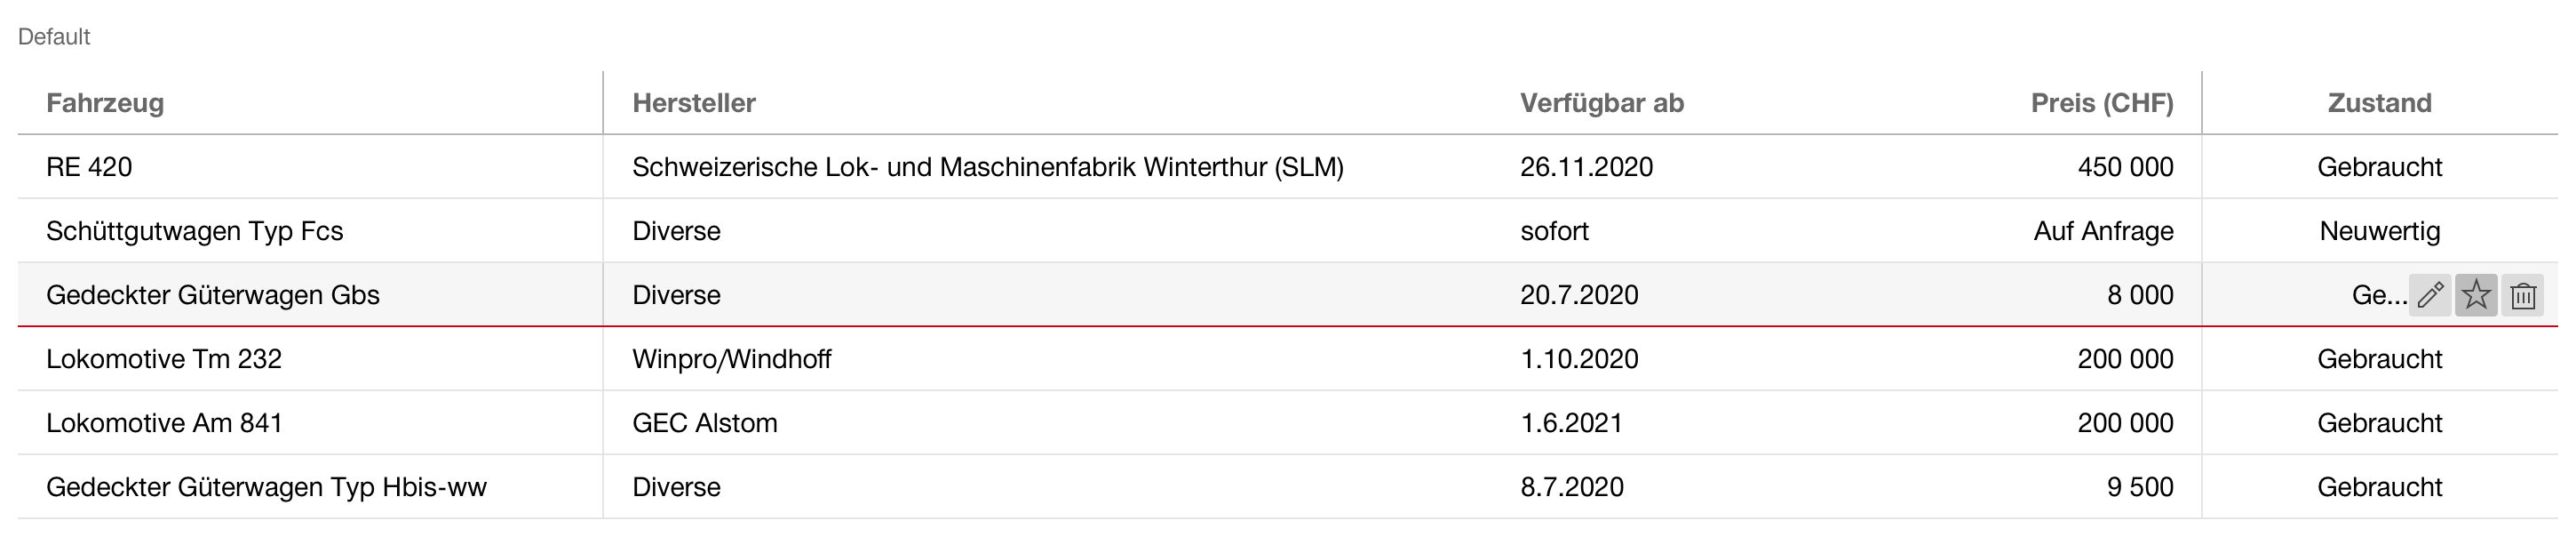 Default
Fahrzeug Hersteller Verfügbar ab Preis (CHF) Zustand
RE 420 Schweizerische Lok- und Maschinenfabrik Winterthur (SLM) 26.11.2020 450 000 Gebraucht
Schüttgutwagen Typ Fcs Diverse sofort Auf Anfrage Neuwertig
Gedeckter Güterwagen Gbs Diverse 20.7.2020 8 000 Ge...
Lokomotive Tm 232 Winpro/Windhoff 1.10.2020 200 000 Gebraucht
Lokomotive Am 841 GEC Alstom 1.6.2021 200 000 Gebraucht
Gedeckter Güterwagen Typ Hbis-ww Diverse 8.7.2020 9 500 Gebraucht